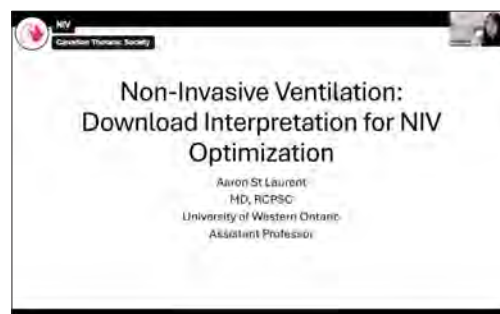 NIV
Canadian Thoracic Society
Non-Invasive Ventilation:
Download Interpretation for NIV
Optimization
Aaron St Laurent
MD, RCPSC
University of Western Ontario
Assistant Professor